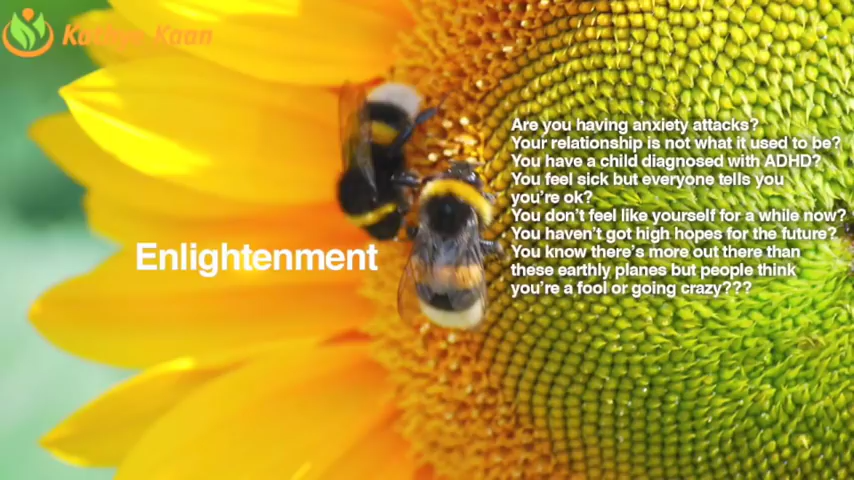 Kathye Kaan
Enlightenment
Are you having anxiety attacks?
Your relationship is not what it used to be?
You have a child diagnosed with ADHD?
You feel sick but everyone tells you
you're ok?
You don't feel like yourself for a while now?
You haven't got high hopes for the future?
You know there's more out there than
these earthly planes but people think
you're a fool or going crazy???